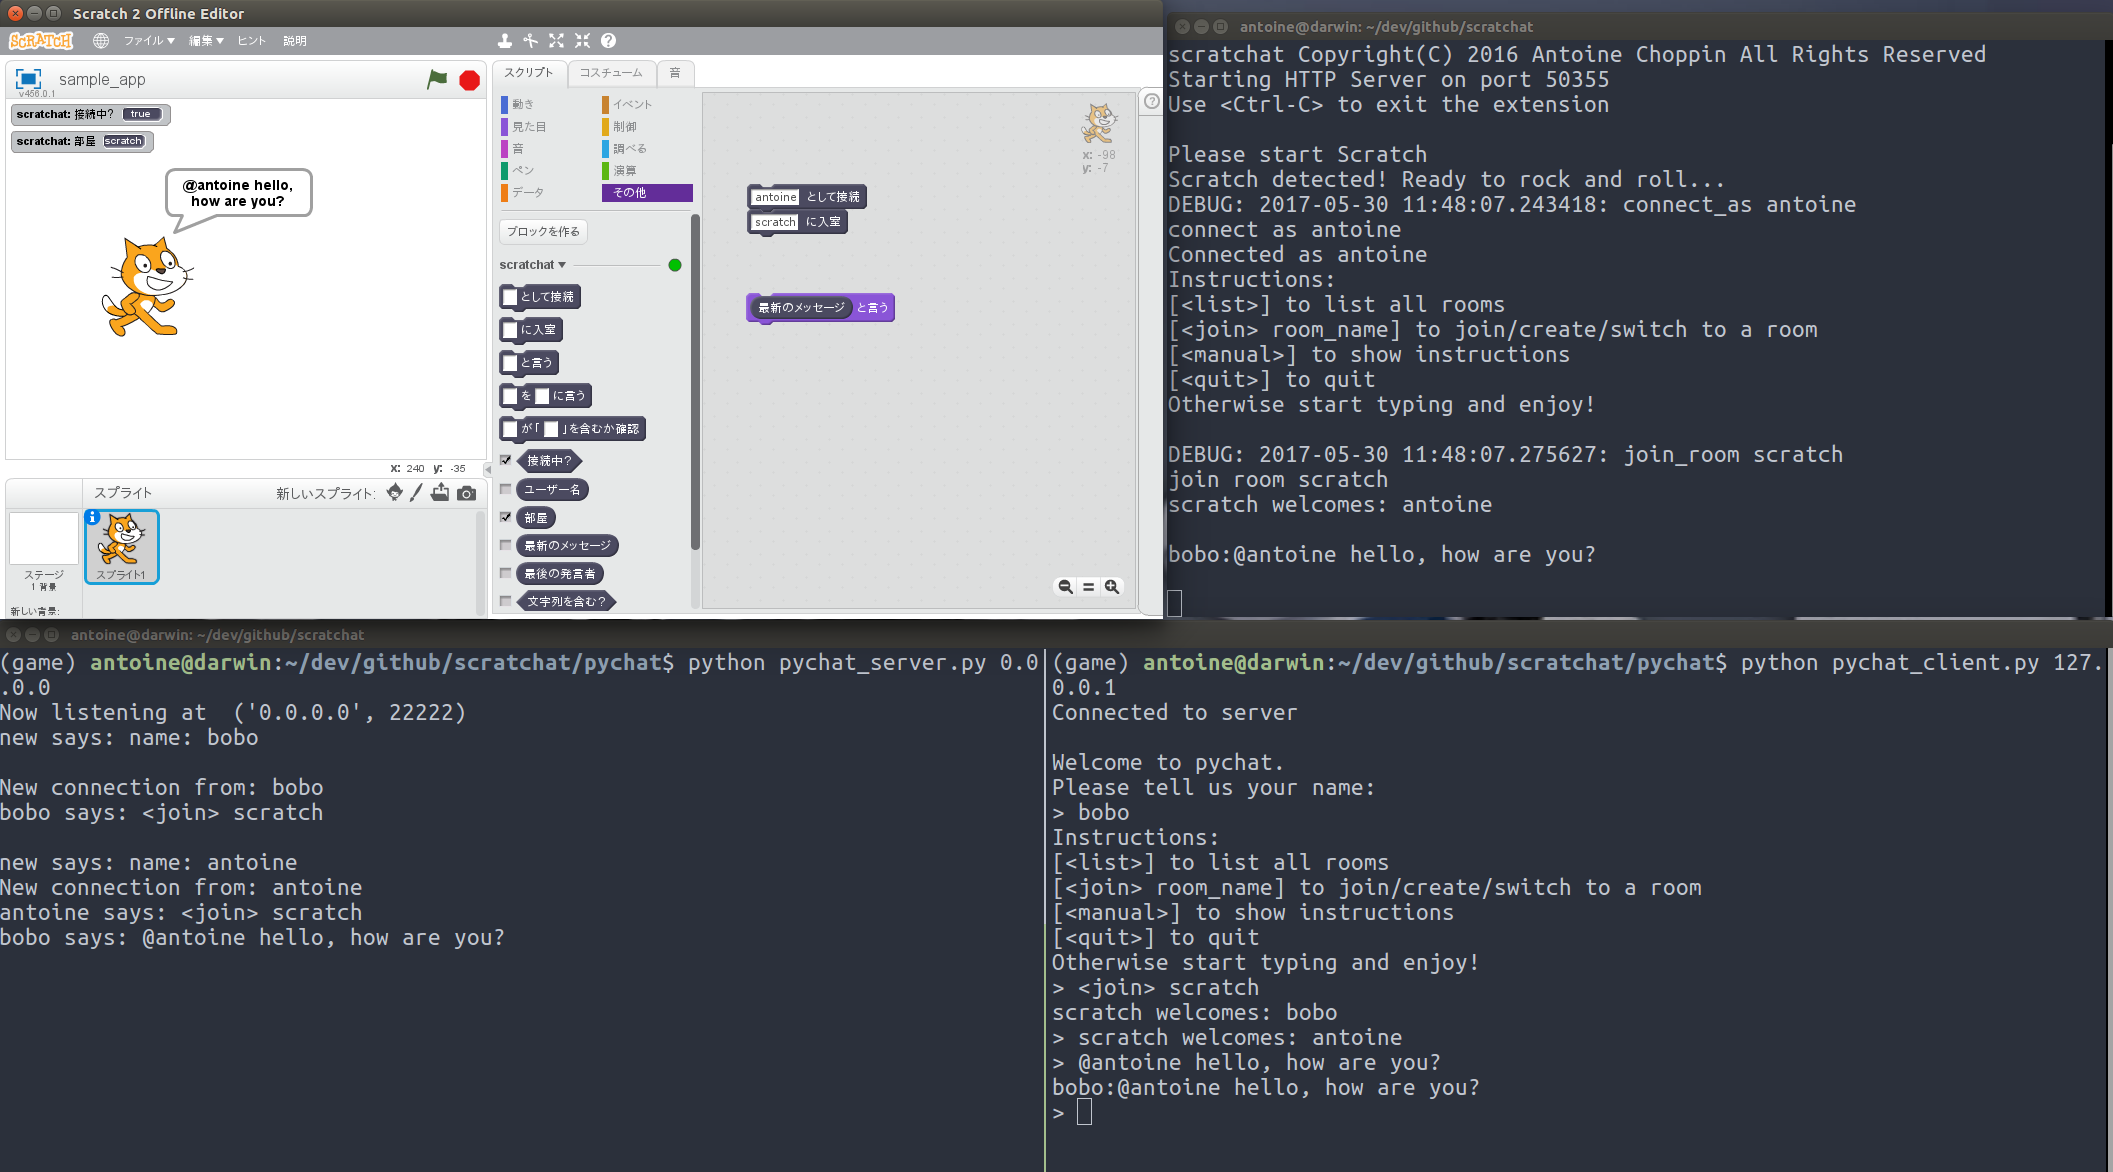 Scratch 2 Offline Editor
SCRATCH ファイル▼ 編集▼ ヒント 説明
sample_app
v456.0.1
scratchat: 接続中? true
scratchat: 部屋 scratch
@antoine hello,
how are you?
x: 240 y: -35
スプライト 新しいスプライト:
ステージ
1 背景
新しい背景:
スプライト1
スクリプト コスチューム 音
動き イベント
見た目 制御
音 調べる
ペン 演算
データ その他
ブロックを作る
scratchat▼
として接続
に入室
と言う
を に言う
が「 」を含むか確認
接続中?
ユーザー名
部屋
最新のメッセージ
最後の発言者
文字列を含む?
antoine として接続
scratch に入室
最新のメッセージ と言う
x: -98
y: -7
antoine@darwin: ~/dev/github/scratchat
scratchat Copyright(C) 2016 Antoine Choppin All Rights Reserved
Starting HTTP Server on port 50355
Use <Ctrl-C> to exit the extension
Please start Scratch
Scratch detected! Ready to rock and roll...
DEBUG: 2017-05-30 11:48:07.243418: connect_as antoine
connect as antoine
Connected as antoine
Instructions:
[<list>] to list all rooms
[<join> room_name] to join/create/switch to a room
[<manual>] to show instructions
[<quit>] to quit
Otherwise start typing and enjoy!
DEBUG: 2017-05-30 11:48:07.275627: join_room scratch
join room scratch
scratch welcomes: antoine
bobo:@antoine hello, how are you?
antoine@darwin: ~/dev/github/scratchat
(game) antoine@darwin:~/dev/github/scratchat/pychat$ python pychat_server.py 0.0
.0.0
Now listening at  ('0.0.0.0', 22222)
new says: name: bobo
New connection from: bobo
bobo says: <join> scratch
new says: name: antoine
New connection from: antoine
antoine says: <join> scratch
bobo says: @antoine hello, how are you?
(game) antoine@darwin:~/dev/github/scratchat/pychat$ python pychat_client.py 127.
0.0.1
Connected to server
Welcome to pychat.
Please tell us your name:
> bobo
Instructions:
[<list>] to list all rooms
[<join> room_name] to join/create/switch to a room
[<manual>] to show instructions
[<quit>] to quit
Otherwise start typing and enjoy!
> <join> scratch
scratch welcomes: bobo
> scratch welcomes: antoine
> @antoine hello, how are you?
bobo:@antoine hello, how are you?
>